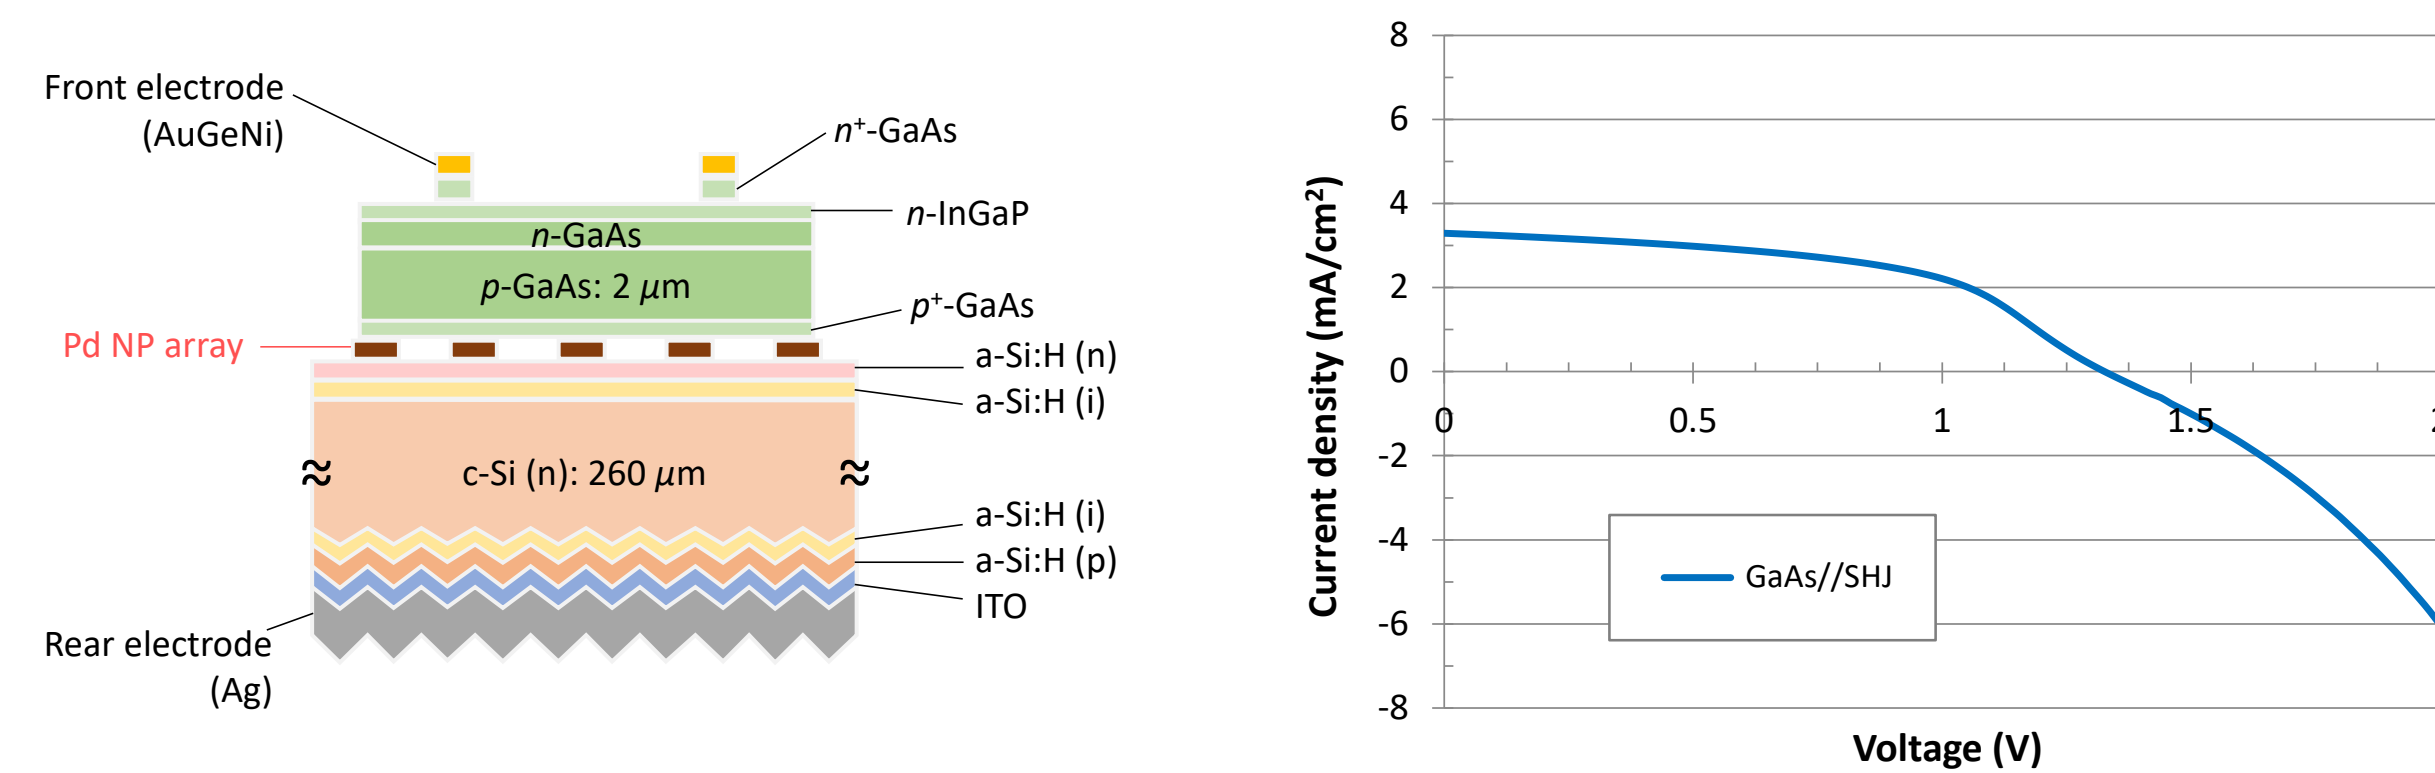 Front electrode
(AuGeNi)
n⁺-GaAs
n-InGaP
n-GaAs
p-GaAs: 2 μm
p⁺-GaAs
Pd NP array
a-Si:H (n)
a-Si:H (i)
c-Si (n): 260 μm
≈
≈
a-Si:H (i)
a-Si:H (p)
ITO
Rear electrode
(Ag)
Current density (mA/cm²)
8
6
4
2
0
-2
-4
-6
-8
0
0.5
1
1.5
GaAs//SHJ
Voltage (V)